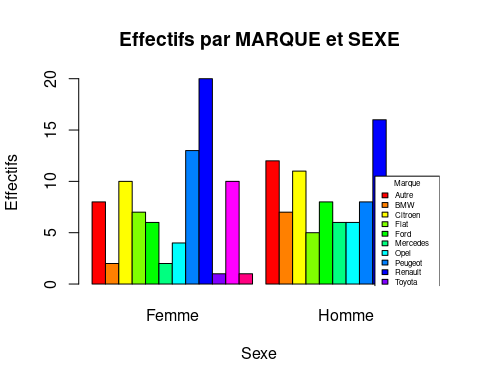 Effectifs par MARQUE et SEXE
Effectifs
20
15
10
5
0
Marque
Autre
BMW
Citroen
Fiat
Ford
Mercedes
Opel
Peugeot
Renault
Toyota
Femme
Homme
Sexe